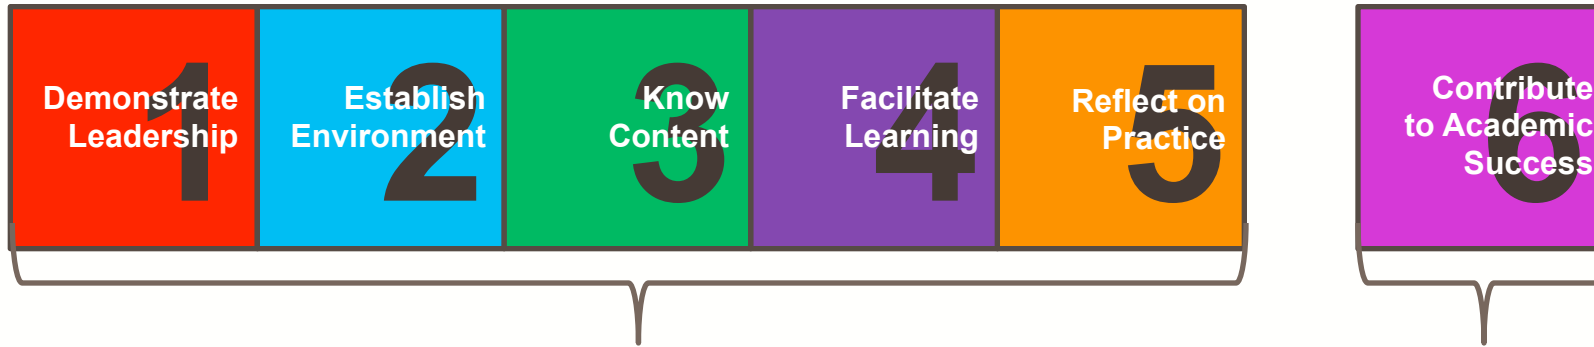 1
Demonstrate
Leadership
2
Establish
Environment
3
Know
Content
4
Facilitate
Learning
5
Reflect on
Practice
6
Contribute
to Academic
Success